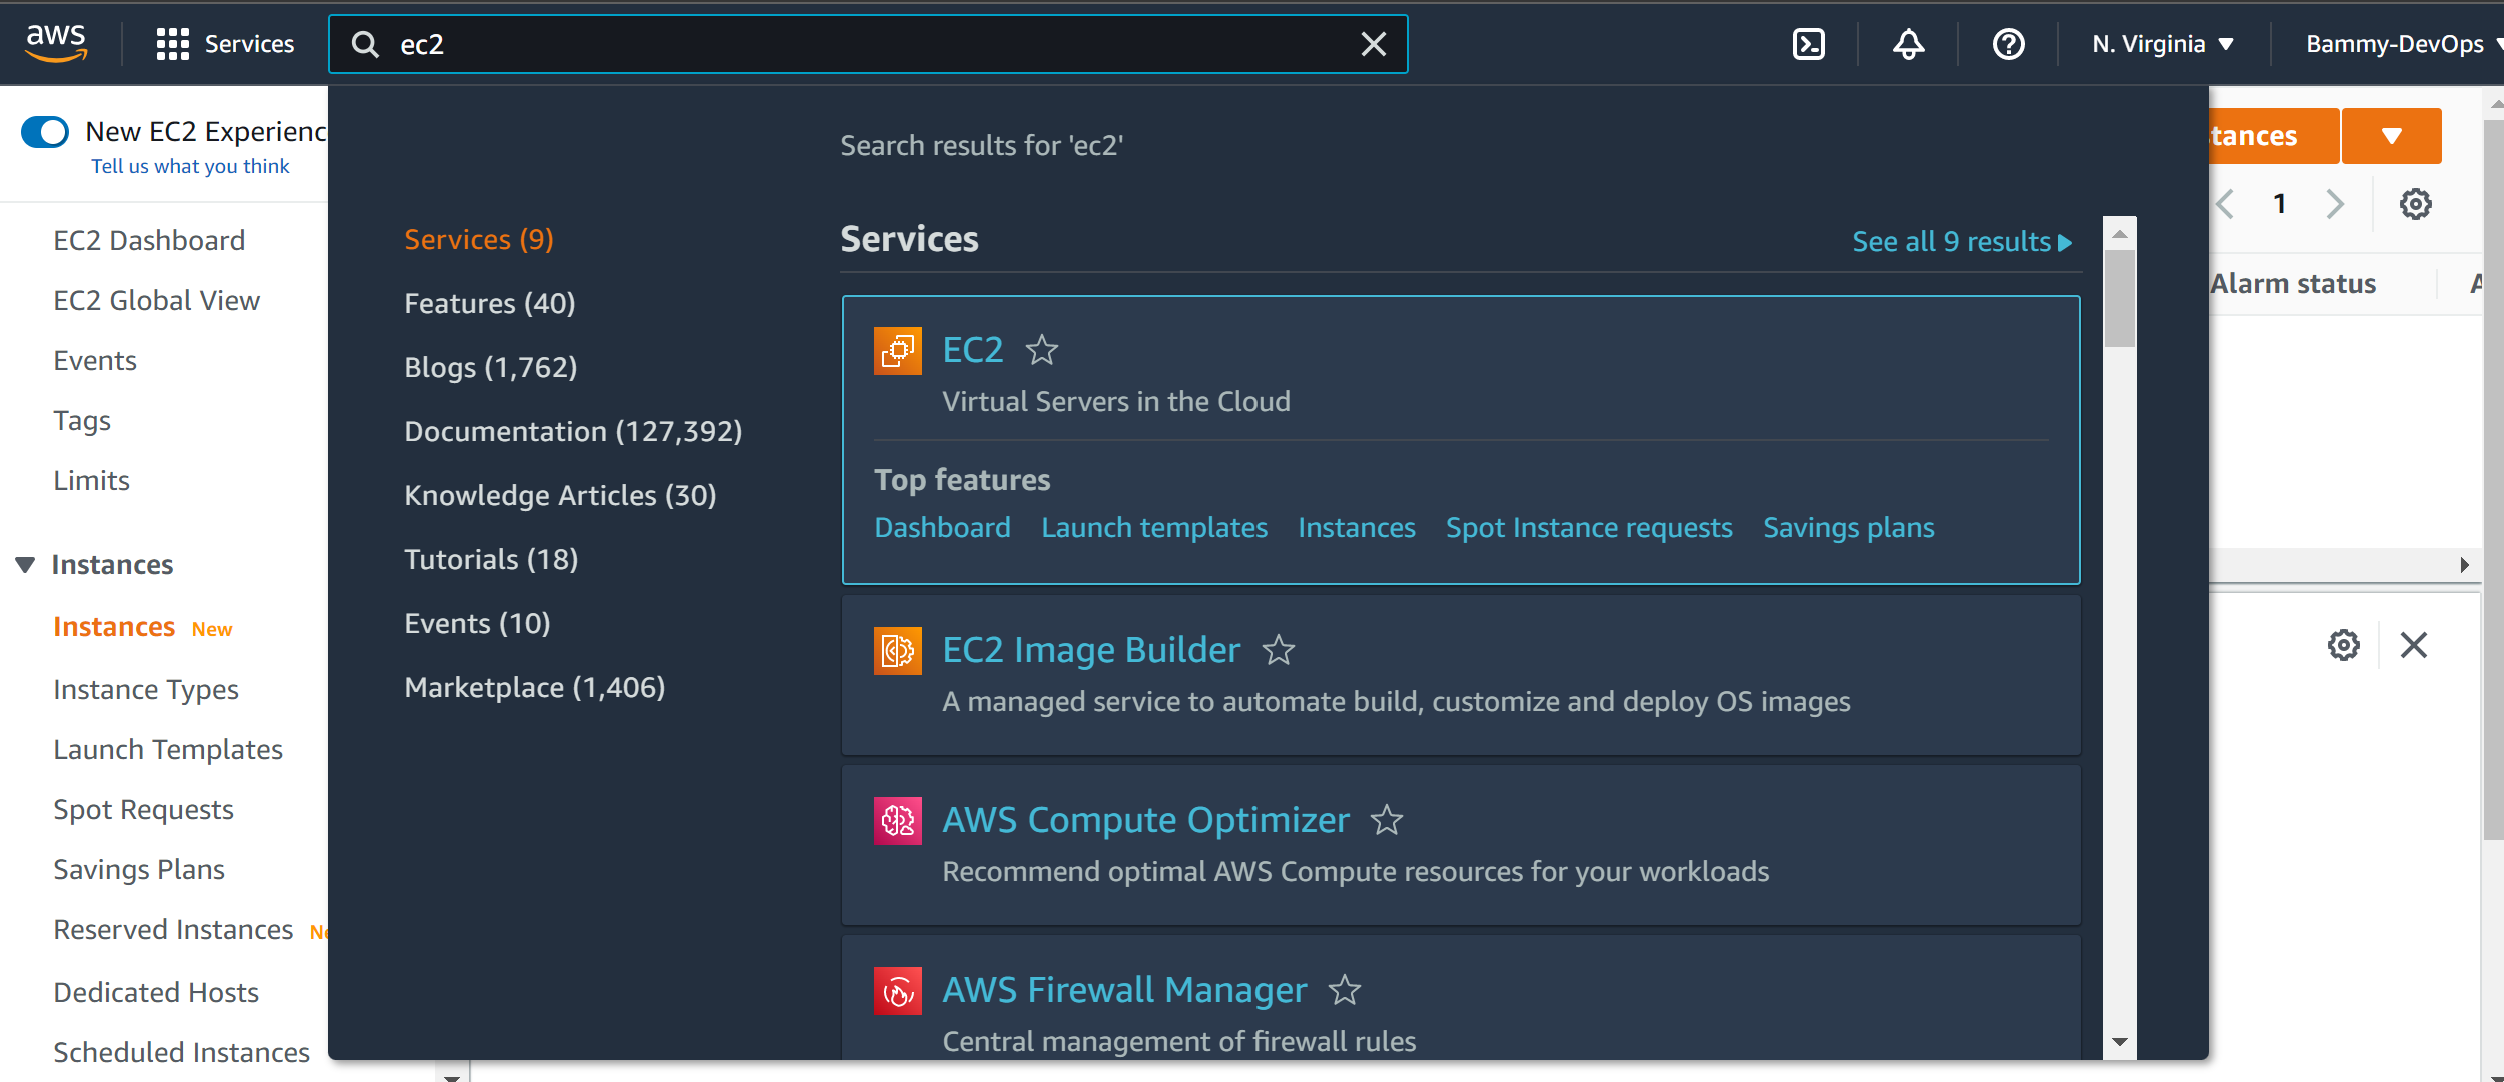 aws
Services
ec2
N. Virginia
Bammy-DevOps
New EC2 Experienc
Tell us what you think
EC2 Dashboard
EC2 Global View
Events
Tags
Limits
Instances
Instances New
Instance Types
Launch Templates
Spot Requests
Savings Plans
Reserved Instances Ne
Dedicated Hosts
Scheduled Instances
Search results for 'ec2'
Services (9)
Features (40)
Blogs (1,762)
Documentation (127,392)
Knowledge Articles (30)
Tutorials (18)
Events (10)
Marketplace (1,406)
Services
See all 9 results
EC2
Virtual Servers in the Cloud
Top features
Dashboard Launch templates Instances Spot Instance requests Savings plans
EC2 Image Builder
A managed service to automate build, customize and deploy OS images
AWS Compute Optimizer
Recommend optimal AWS Compute resources for your workloads
AWS Firewall Manager
Central management of firewall rules
tances
1
Alarm status
A